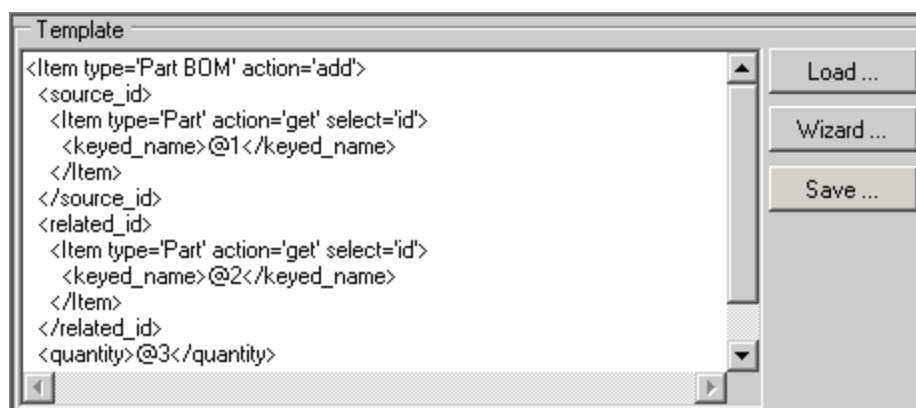 Template
<Item type='Part BOM' action='add'>
<source_id>
<Item type='Part' action='get' select='id'>
<keyed_name>@1</keyed_name>
</Item>
</source_id>
<related_id>
<Item type='Part' action='get' select='id'>
<keyed_name>@2</keyed_name>
</Item>
</related_id>
<quantity>@3</quantity>
Load ...
Wizard ...
Save ...